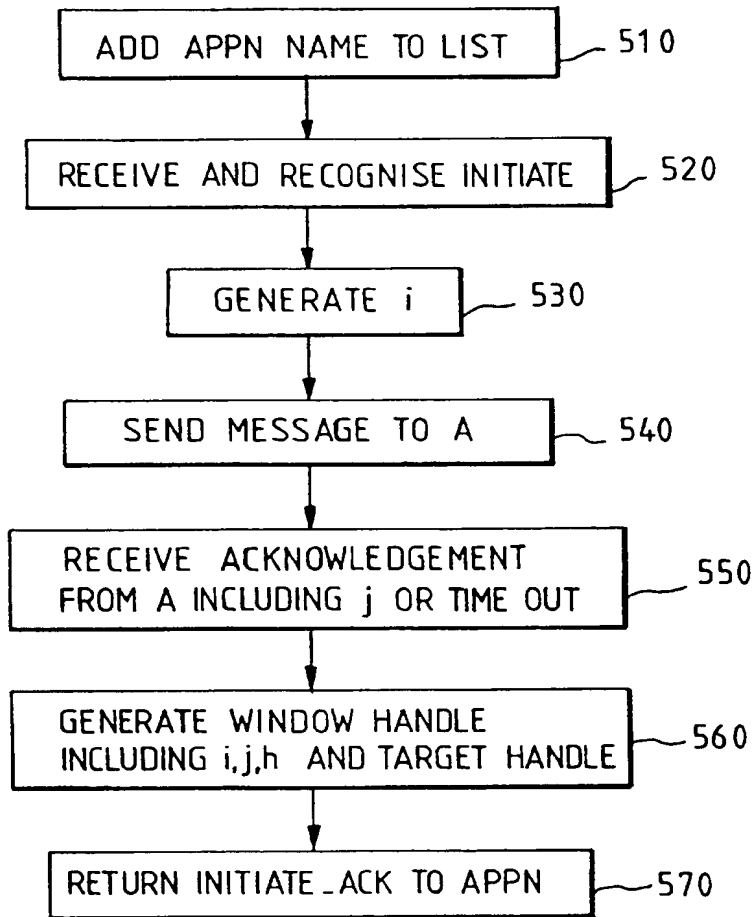 ADD APPN NAME TO LIST
510
RECEIVE AND RECOGNISE INITIATE
520
GENERATE i
530
SEND MESSAGE TO A
540
RECEIVE ACKNOWLEDGEMENT
FROM A INCLUDING j OR TIME OUT
550
GENERATE WINDOW HANDLE
INCLUDING i,j,h AND TARGET HANDLE
560
RETURN INITIATE_ACK TO APPN
570